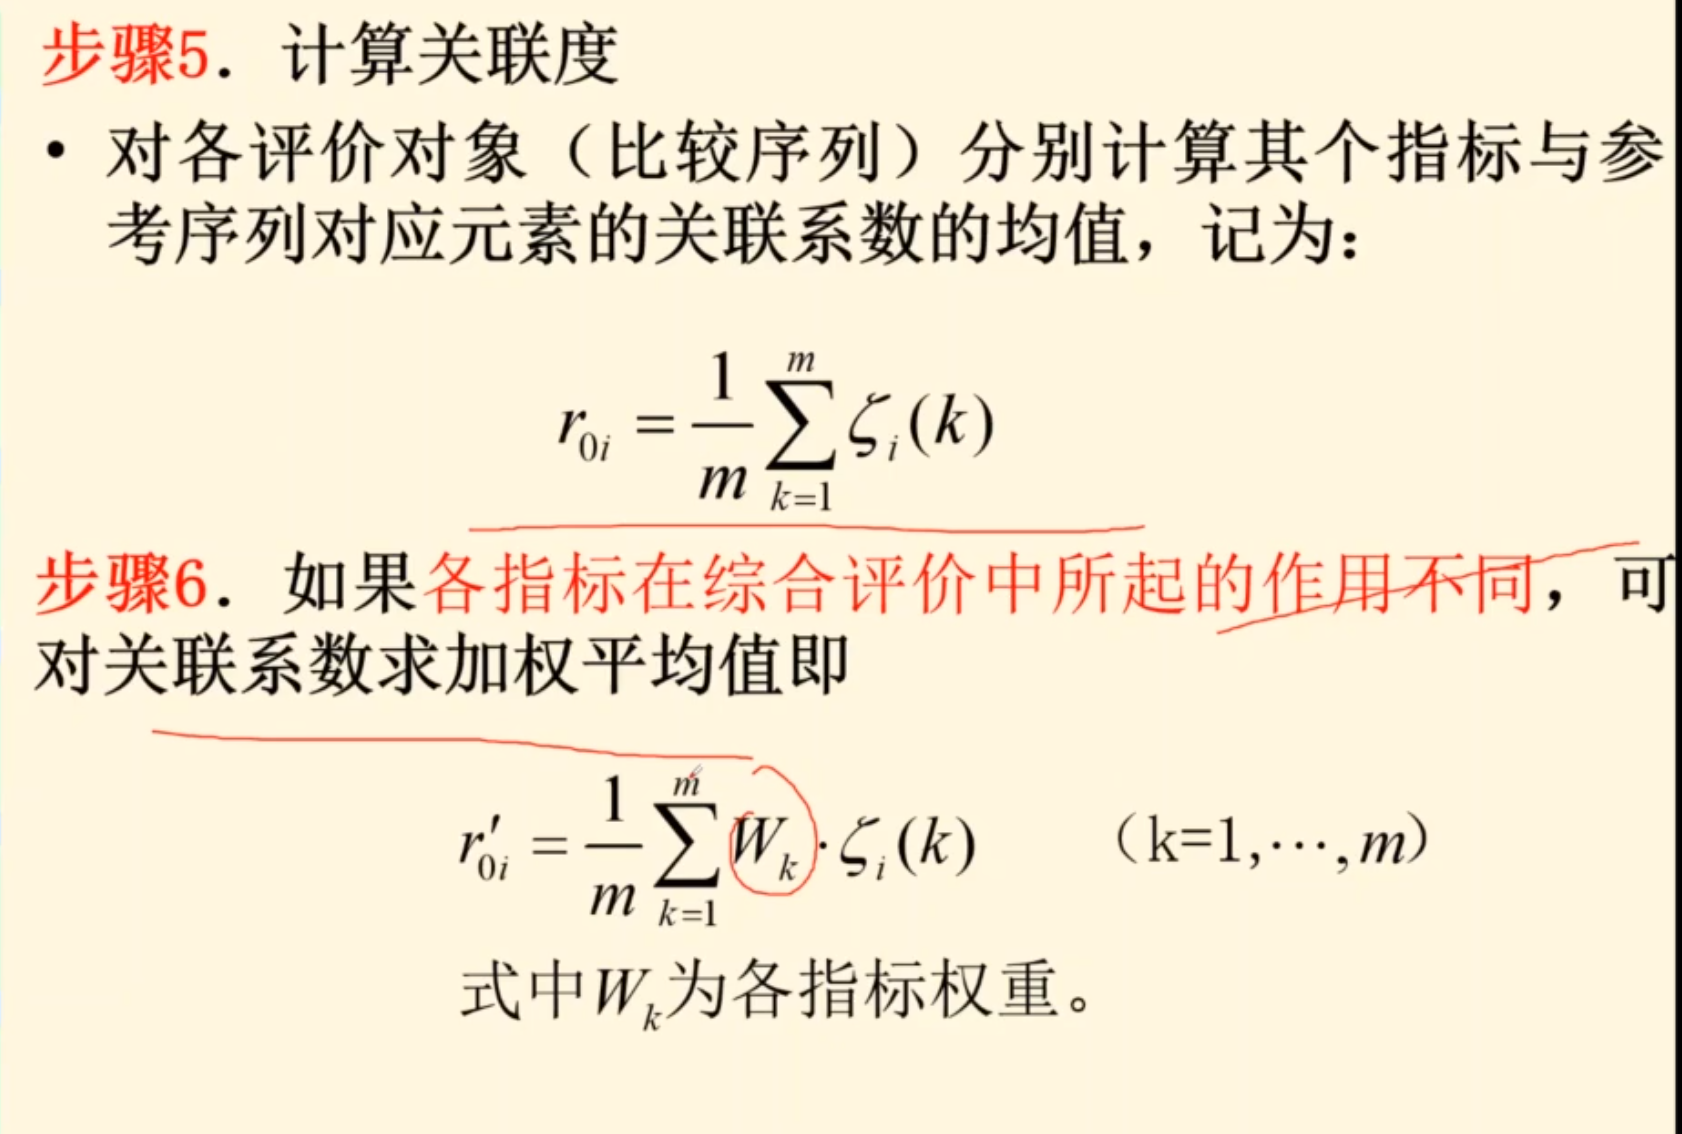 步骤5．计算关联度
• 对各评价对象（比较序列）分别计算其个指标与参
考序列对应元素的关联系数的均值，记为：
r_{0i} = \frac{1}{m} \sum_{k=1}^{m} ζ_i(k)
步骤6．如果各指标在综合评价中所起的作用不同，可
对关联系数求加权平均值即
r'_{0i} = \frac{1}{m} \sum_{k=1}^{m} W_k · ζ_i(k) （k=1,⋯,m）
式中W_k为各指标权重。